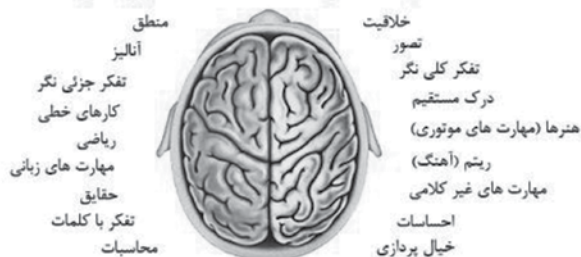 خلاقیت
تصور
تفکر کلی نگر
درک مستقیم
هنرها (مهارت های موتوری)
ریتم (آهنگ)
مهارت های غیر کلامی
احساسات
خیال پردازی
منطق
آنالیز
تفکر جزئی نگر
کارهای خطی
ریاضی
مهارت های زبانی
حقایق
تفکر با کلمات
محاسبات